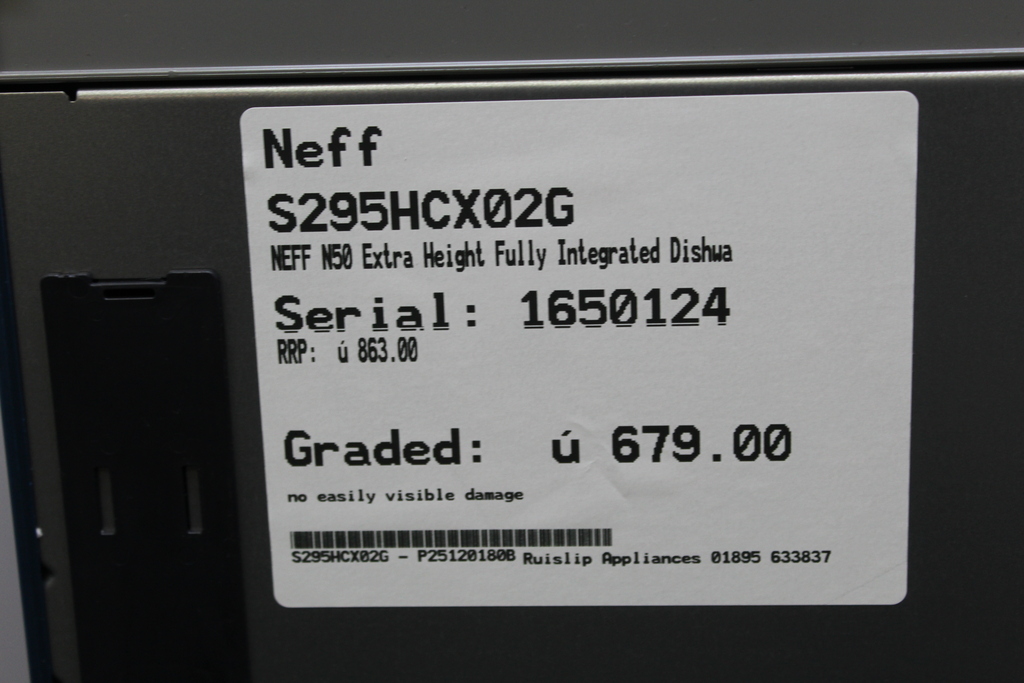 Neff
S295HCX02G
NEFF N50 Extra Height Fully Integrated Dishwa
Serial: 1650124
RRP: ú 863.00
Graded: ú 679.00
no easily visible damage
S295HCX02G - P25120180B Ruislip Appliances 01895 633837